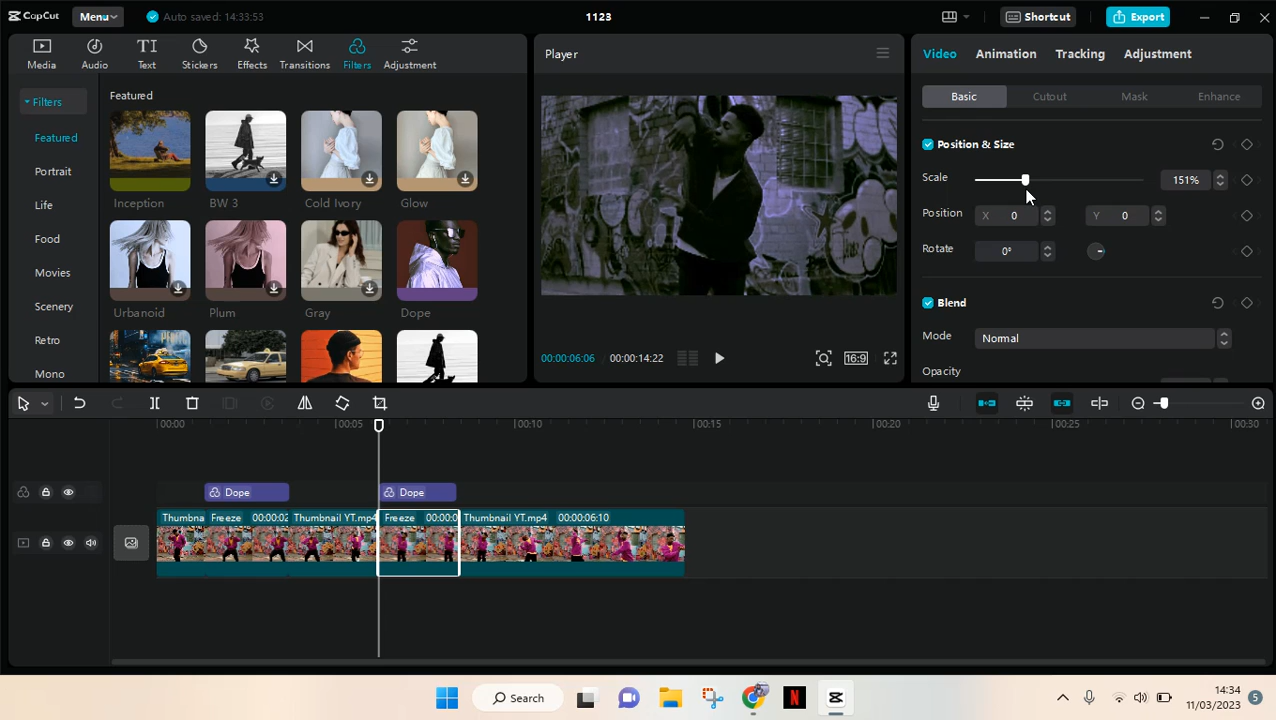 CapCut Menu Auto saved: 14:33:53 1123 Shortcut Export
Media Audio Text Stickers Effects Transitions Filters Adjustment
Filters
Featured
Portrait
Life
Food
Movies
Scenery
Retro
Mono
Featured
Inception BW 3 Cold Ivory Glow
Urbanoid Plum Gray Dope
Player
00:00:06:06 00:00:14:22 16:9
Video Animation Tracking Adjustment
Basic Cutout Mask Enhance
Position & Size
Scale 151%
Position X 0 Y 0
Rotate 0°
Blend
Mode Normal
Opacity
00:00 00:05 00:10 00:15 00:20 00:25 00:30
Dope Dope
Thumbna Freeze 00:00:02 Thumbnail YT.mp4 Freeze 00:00:0 Thumbnail YT.mp4 00:00:06:10
Search N 14:34
11/03/2023 5